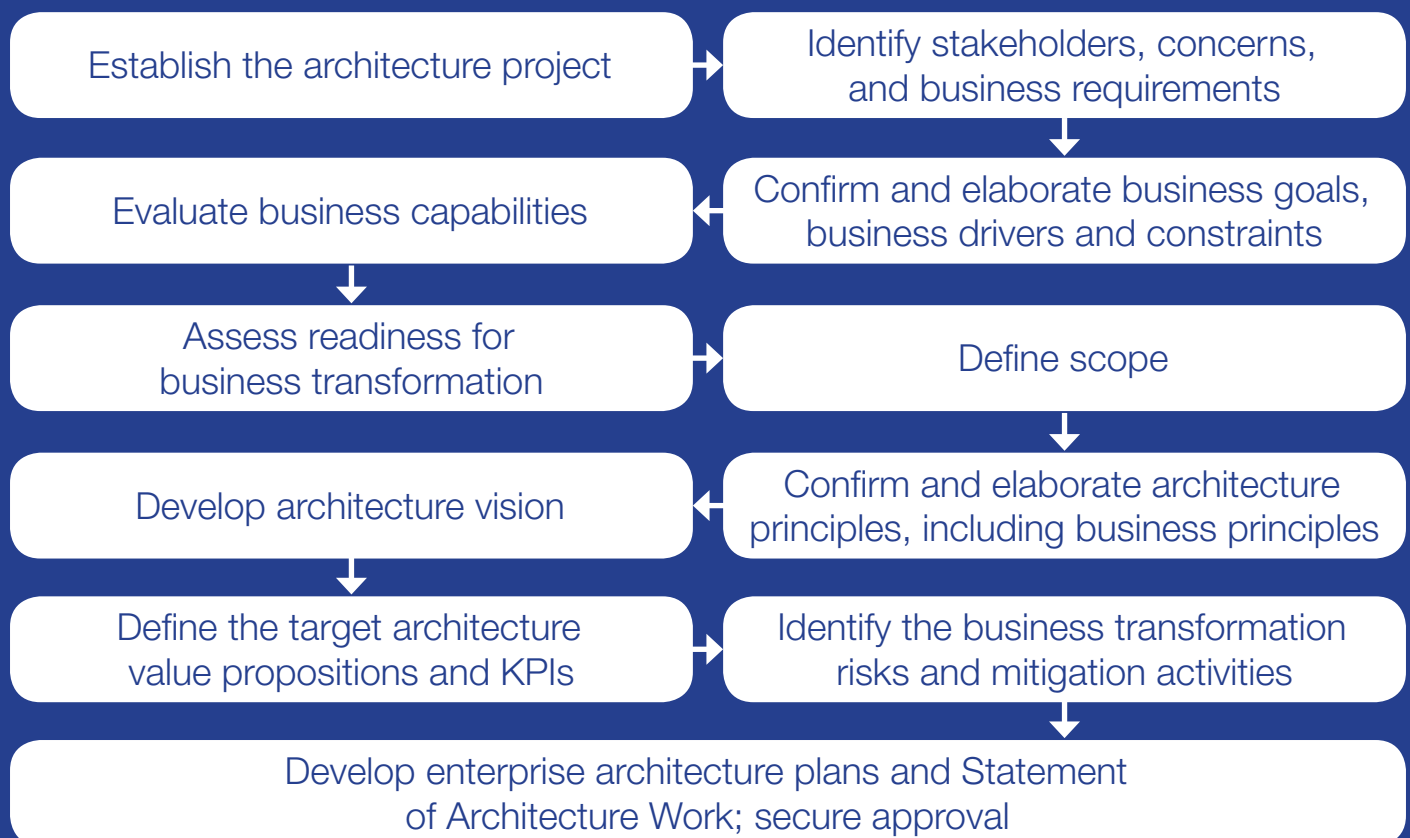 Establish the architecture project
Identify stakeholders, concerns,
and business requirements
Evaluate business capabilities
Confirm and elaborate business goals,
business drivers and constraints
Assess readiness for
business transformation
Define scope
Develop architecture vision
Confirm and elaborate architecture
principles, including business principles
Define the target architecture
value propositions and KPIs
Identify the business transformation
risks and mitigation activities
Develop enterprise architecture plans and Statement
of Architecture Work; secure approval